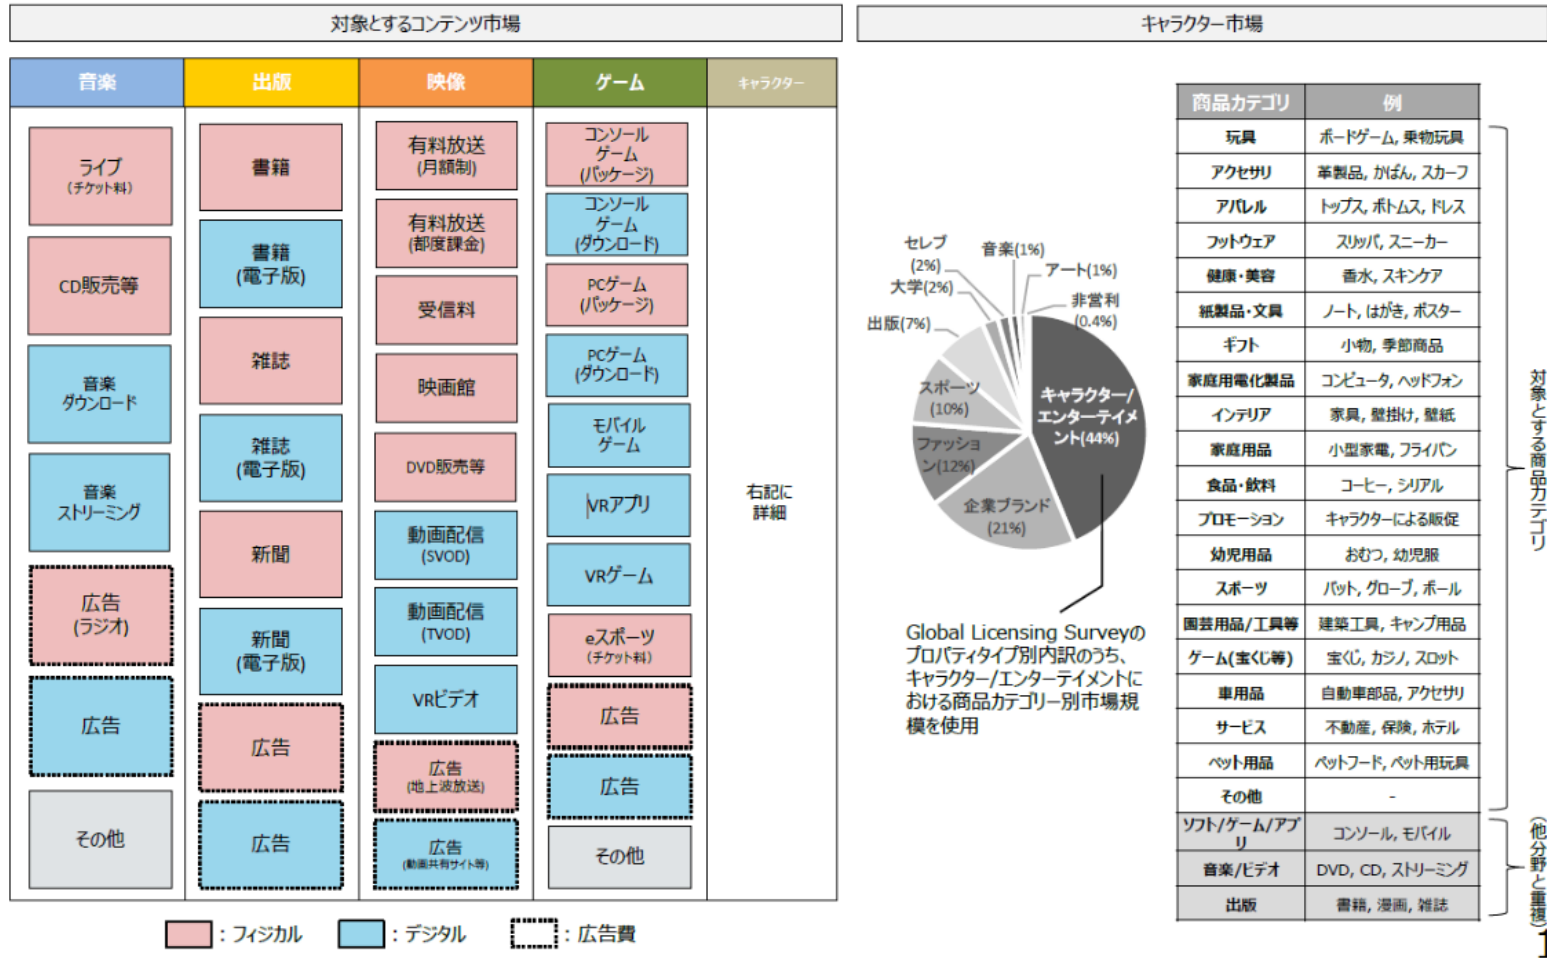 対象とするコンテンツ市場
キャラクター市場
音楽
出版
映像
ゲーム
キャラクター
ライブ
(チケット料)
CD販売等
音楽
ダウンロード
音楽
ストリーミング
広告
(ラジオ)
広告
その他
書籍
書籍
(電子版)
雑誌
雑誌
(電子版)
新聞
新聞
(電子版)
広告
広告
有料放送
(月額制)
有料放送
(都度課金)
受信料
映画館
DVD販売等
動画配信
(SVOD)
動画配信
(TVOD)
VRビデオ
広告
(地上波放送)
広告
(動画共有サイト等)
コンソール
ゲーム
(パッケージ)
コンソール
ゲーム
(ダウンロード)
PCゲーム
(パッケージ)
PCゲーム
(ダウンロード)
モバイル
ゲーム
VRアプリ
VRゲーム
eスポーツ
(チケット料)
広告
広告
その他
右記に
詳細
:フィジカル
:デジタル
:広告費
セレブ
(2%)
音楽(1%)
アート(1%)
大学(2%)
非営利
(0.4%)
出版(7%)
スポーツ
(10%)
キャラクター/
エンターテイメ
ント(44%)
ファッショ
ン(12%)
企業ブランド
(21%)
Global Licensing Surveyの
プロパティタイプ別内訳のうち、
キャラクター/エンターテイメントに
おける商品カテゴリー別市場規
模を使用
商品カテゴリ 例
玩具 ボードゲーム, 乗物玩具
アクセサリ 革製品, かばん, スカーフ
アパレル トップス, ボトムス, ドレス
フットウェア スリッパ, スニーカー
健康・美容 香水, スキンケア
紙製品・文具 ノート, はがき, ポスター
ギフト 小物, 季節商品
家庭用電化製品 コンピュータ, ヘッドフォン
インテリア 家具, 壁掛け, 壁紙
家庭用品 小型家電, フライパン
食品・飲料 コーヒー, シリアル
プロモーション キャラクターによる販促
幼児用品 おむつ, 幼児服
スポーツ バット, グローブ, ボール
園芸用品/工具等 建築工具, キャンプ用品
ゲーム(宝くじ等) 宝くじ, カジノ, スロット
車用品 自動車部品, アクセサリ
サービス 不動産, 保険, ホテル
ペット用品 ペットフード, ペット用玩具
その他 -
ソフト/ゲーム/アプ
リ コンソール, モバイル
音楽/ビデオ DVD, CD, ストリーミング
出版 書籍, 漫画, 雑誌
対象とする商品カテゴリ
(他分野と重複)
1